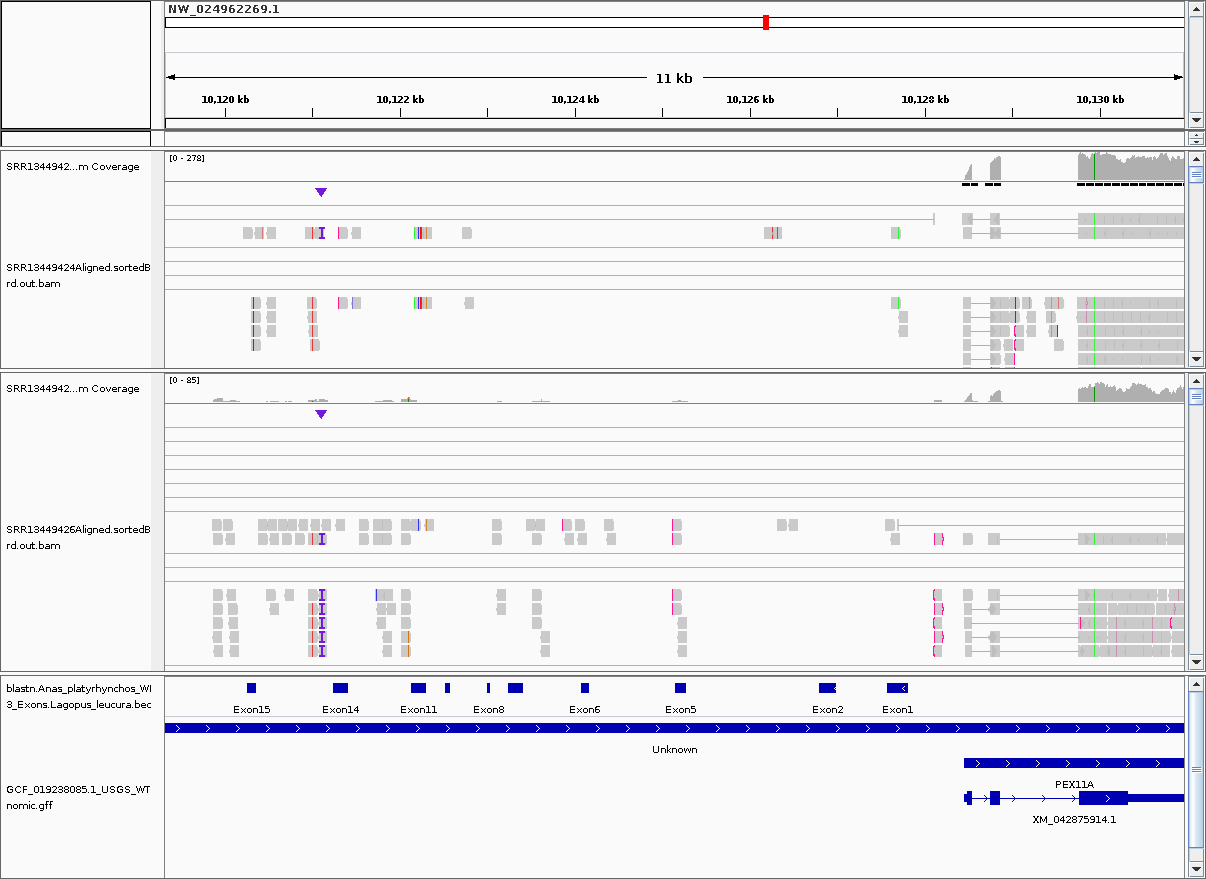 NW_024962269.1
11 kb
10,120 kb 10,122 kb 10,124 kb 10,126 kb 10,128 kb 10,130 kb
SRR1344942...m Coverage
[0 - 278]
SRR13449424Aligned.sortedB
rd.out.bam
SRR1344942...m Coverage
[0 - 85]
SRR13449426Aligned.sortedB
rd.out.bam
blastn.Anas_platyrhynchos_WI
3_Exons.Lagopus_leucura.bec
Exon15 Exon14 Exon11 Exon8 Exon6 Exon5 Exon2 Exon1
Unknown
GCF_019238085.1_USGS_WT
nomic.gff
PEX11A
XM_042875914.1